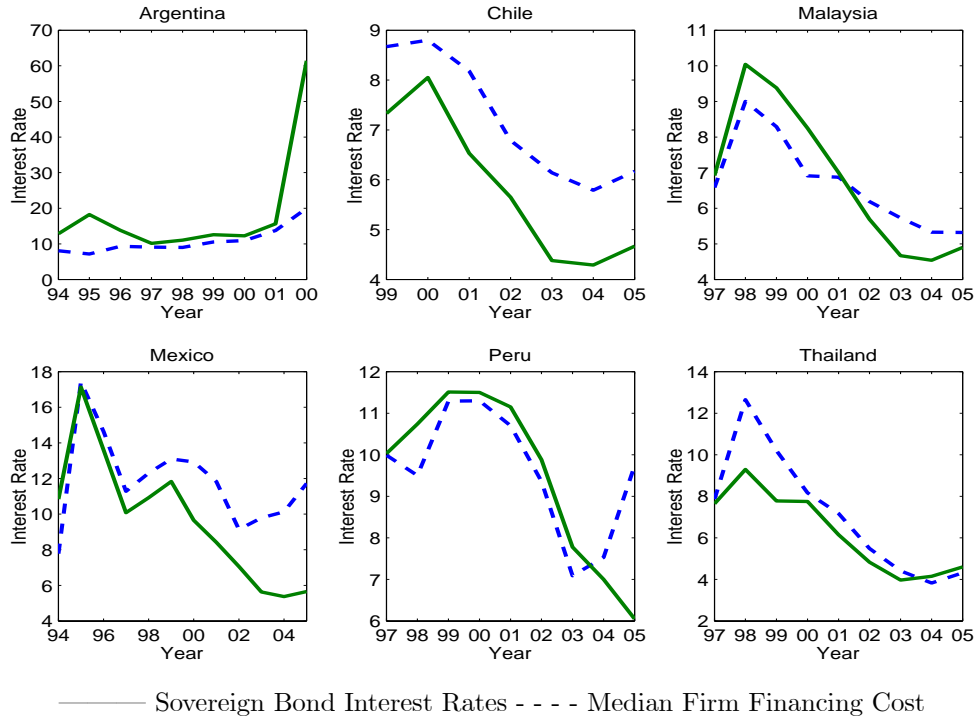 Argentina
70
60
50
40
30
20
10
0
Interest Rate
94 95 96 97 98 99 00 01 00
Year
Chile
9
8
7
6
5
4
Interest Rate
99 00 01 02 03 04 05
Year
Malaysia
11
10
9
8
7
6
5
4
Interest Rate
97 98 99 00 01 02 03 04 05
Year
Mexico
18
16
14
12
10
8
6
4
Interest Rate
94 96 98 00 02 04
Year
Peru
12
11
10
9
8
7
6
Interest Rate
97 98 99 00 01 02 03 04 05
Year
Thailand
14
12
10
8
6
4
2
Interest Rate
97 98 99 00 01 02 03 04 05
Year
Sovereign Bond Interest Rates - - - - Median Firm Financing Cost